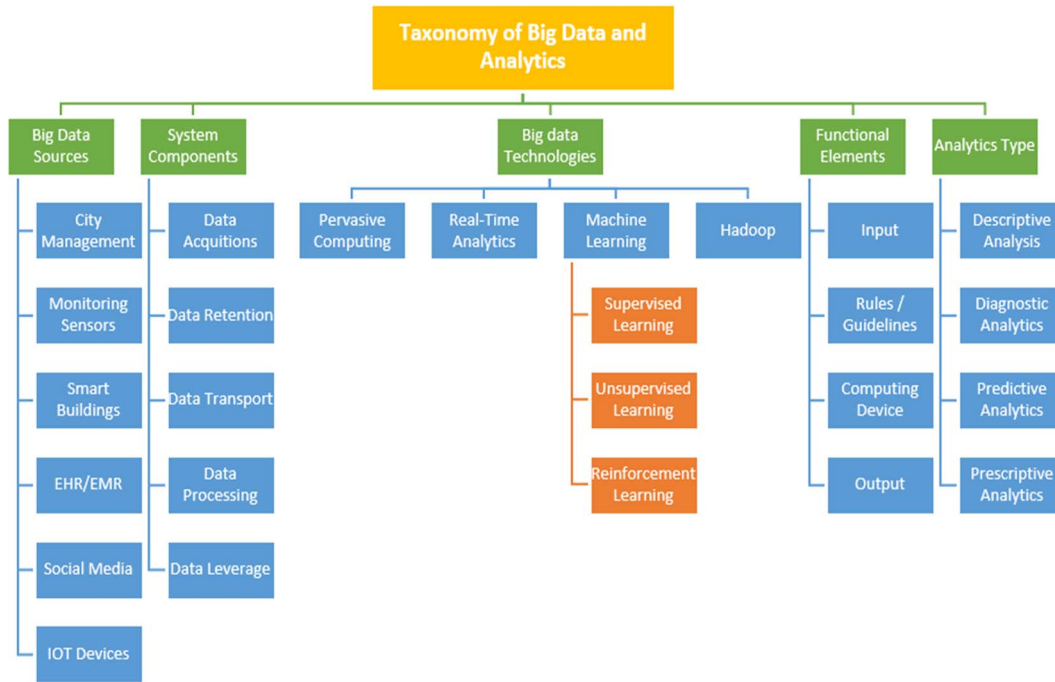 Taxonomy of Big Data and
Analytics
Big Data
Sources
System
Components
Big data
Technologies
Functional
Elements
Analytics Type
City
Management
Monitoring
Sensors
Smart
Buildings
EHR/EMR
Social Media
IOT Devices
Data
Acquitions
Data Retention
Data Transport
Data
Processing
Data Leverage
Pervasive
Computing
Real-Time
Analytics
Machine
Learning
Hadoop
Supervised
Learning
Unsupervised
Learning
Reinforcement
Learning
Input
Rules /
Guidelines
Computing
Device
Output
Descriptive
Analysis
Diagnostic
Analytics
Predictive
Analytics
Prescriptive
Analytics